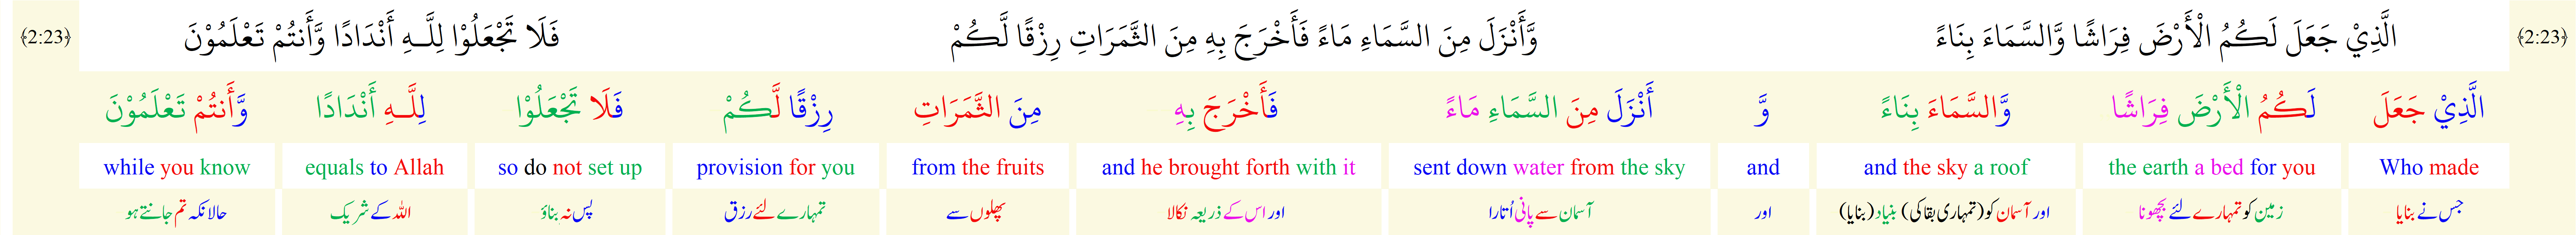 ﴿2:23﴾ الَّذِيْ جَعَلَ لَكُمُ الْأَرْضَ فِرَاشًا وَّالسَّمَاءَ بِنَاءً وَّأَنْزَلَ مِنَ السَّمَاءِ مَاءً فَأَخْرَجَ بِهِ مِنَ الثَّمَرَاتِ رِزْقًا لَّكُمْ فَلَا تَجْعَلُوْا لِلَّـهِ أَنْدَادًا وَّأَنتُمْ تَعْلَمُوْنَ ﴿2:23﴾
الَّذِيْ جَعَلَ لَكُمُ الْأَرْضَ فِرَاشًا وَّالسَّمَاءَ بِنَاءً وَّ أَنْزَلَ مِنَ السَّمَاءِ مَاءً فَأَخْرَجَ بِهِ مِنَ الثَّمَرَاتِ رِزْقًا لَّكُمْ فَلَا تَجْعَلُوْا لِلَّـهِ أَنْدَادًا وَّأَنتُمْ تَعْلَمُوْنَ
while you know equals to Allah so do not set up provision for you from the fruits and he brought forth with it sent down water from the sky and and the sky a roof the earth a bed for you Who made
جس نے بنایا زمین کو تمہارے لئے بچھونا اور آسمان کو (تمہاری بقا کی) بنیاد (بنایا) اور آسمان سے پانی اُتارا اور اس کے ذریعہ نکالا پھلوں سے تمہارے لئے رزق پس نہ بناؤ اللہ کے شریک حالانکہ تم جانتے ہو